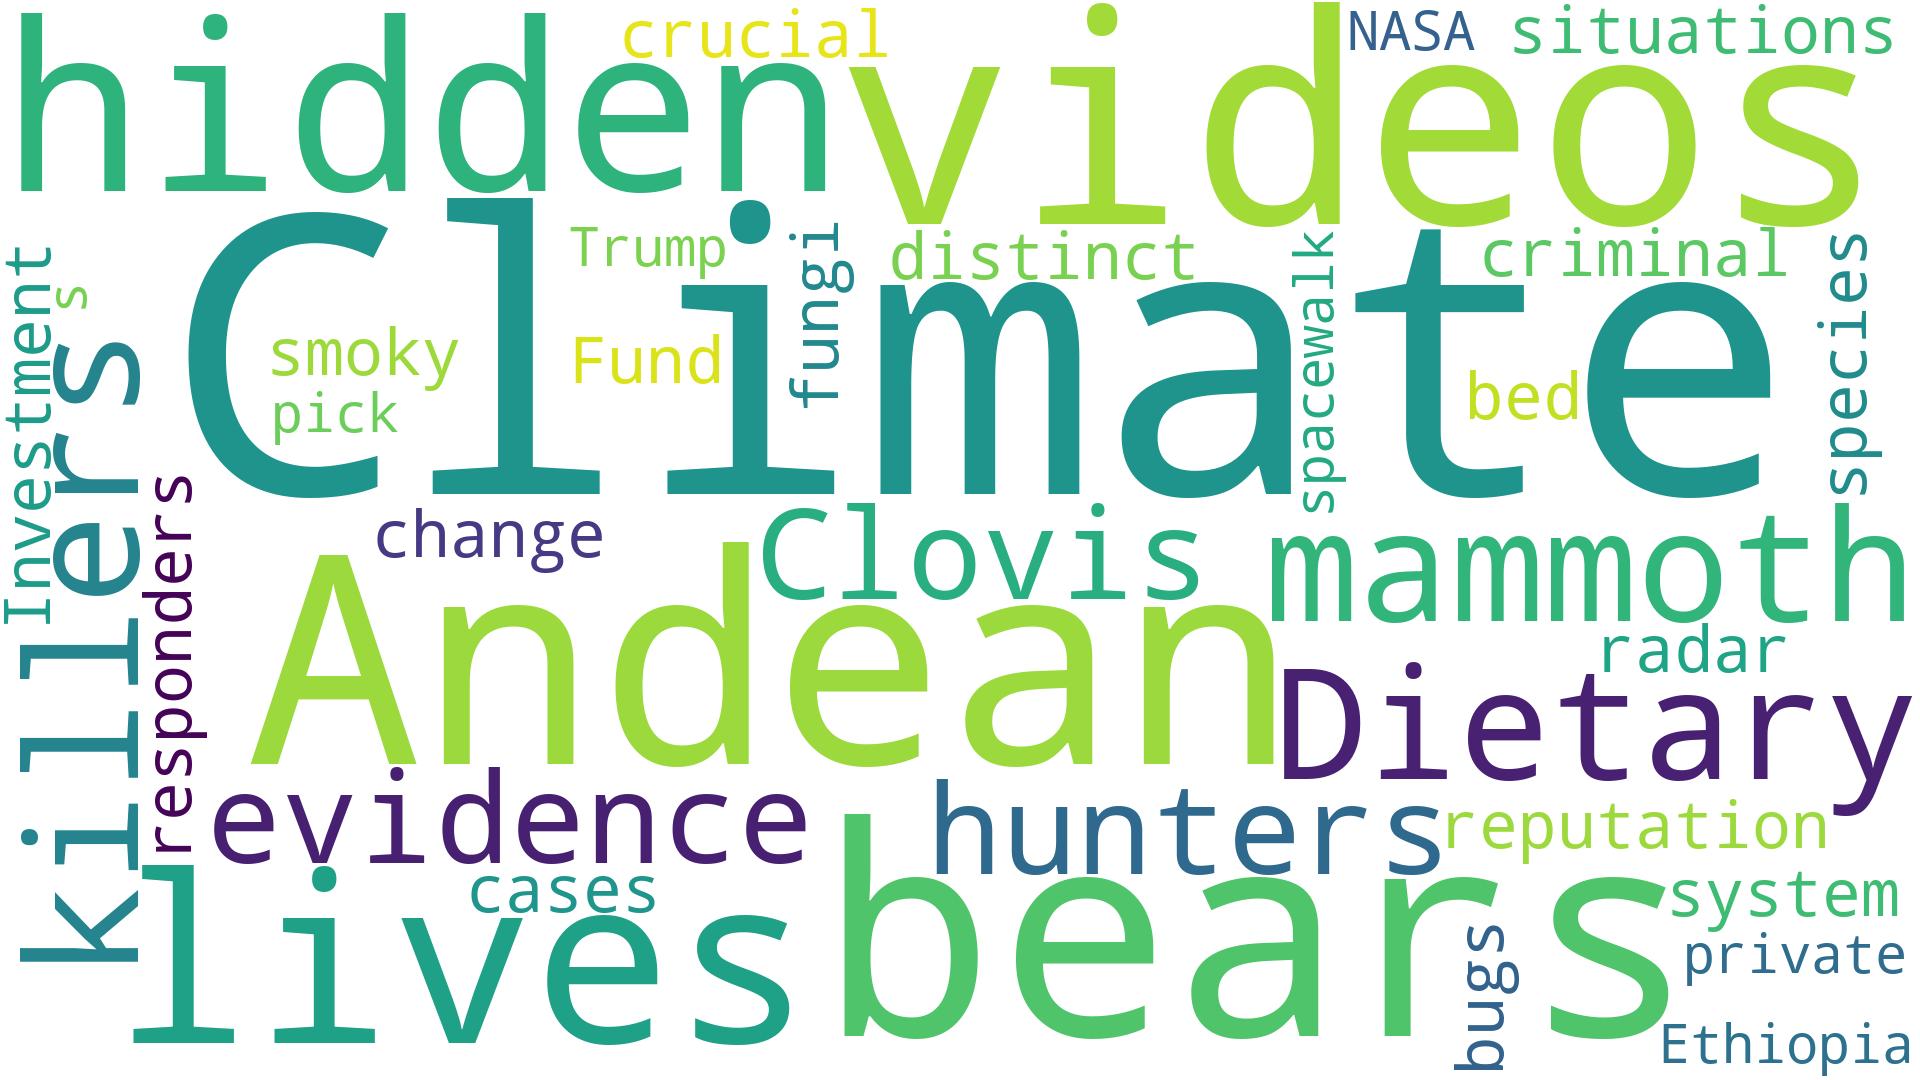 hidden
crucial
videos
NASA
situations
Investment
s
killers
Climate
Trump
fungi
distinct
spacewalk
criminal
species
smoky
Fund
pick
bed
responders
change
Clovis
mammoth
Andean
radar
Dietary
evidence
hunters
reputation
lives
cases
bears
system
bugs
private
Ethiopia